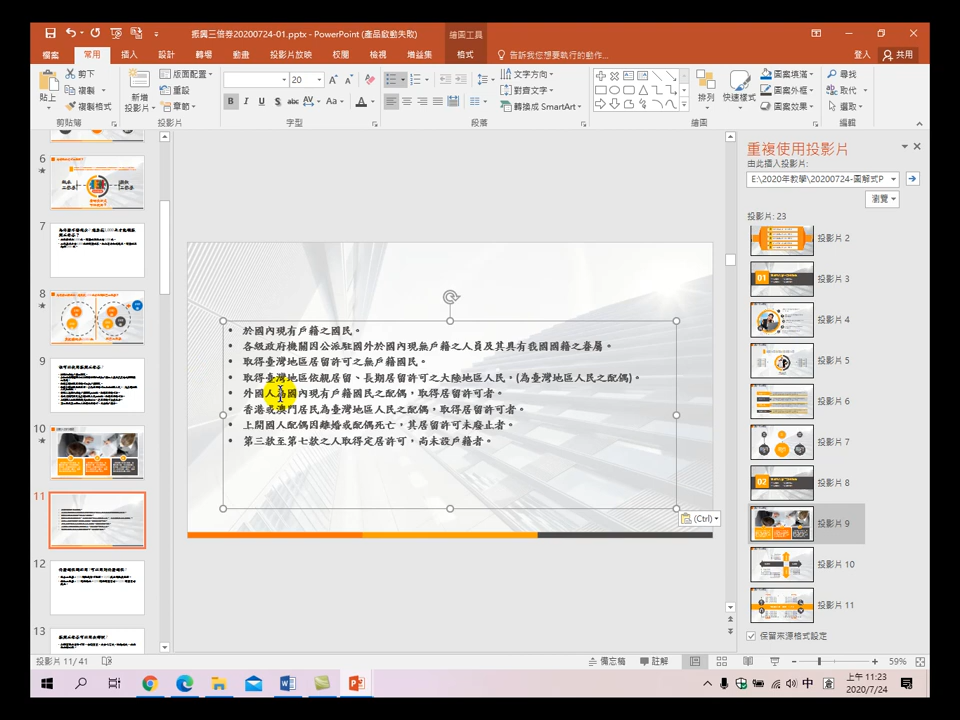 振興三倍券20200724-01.pptx - PowerPoint (產品啟動失敗)
繪圖工具
檔案 常用 插入 設計 轉場 動畫 投影片放映 校閱 檢視 增益集 格式 告訴我您想要執行的動作... 登入 共用
貼上
剪下
複製
複製格式
剪貼簿
新增
投影片
版面配置
重設
章節
投影片
20
B I U S abc AV Aa A
字型
文字方向
對齊文字
轉換成 SmartArt
段落
排列 快速樣式
圖案填滿
圖案外框
圖案效果
繪圖
尋找
取代
選取
編輯
6
7
8
9
10
11
12
13
• 於國內現有戶籍之國民。
• 各級政府機關因公派駐國外於國內現無戶籍之人員及其具有我國國籍之眷屬。
• 取得臺灣地區居留許可之無戶籍國民。
• 取得臺灣地區依親居留、長期居留許可之大陸地區人民，(為臺灣地區人民之配偶)。
• 外國人為國內現有戶籍國民之配偶，取得居留許可者。
• 香港或澳門居民為臺灣地區人民之配偶，取得居留許可者。
• 上開國人配偶因離婚或配偶死亡，其居留許可未廢止者。
• 第三款至第七款之人取得定居許可，尚未設戶籍者。
(Ctrl)
重複使用投影片
由此插入投影片:
E:\2020年教學\20200724-圖解式P
瀏覽
投影片: 23
投影片 2
01
投影片 3
投影片 4
投影片 5
投影片 6
投影片 7
02
投影片 8
投影片 9
投影片 10
投影片 11
保留來源格式設定
投影片 11/ 41
備忘稿 註解
59%
中
上午 11:23
2020/7/24